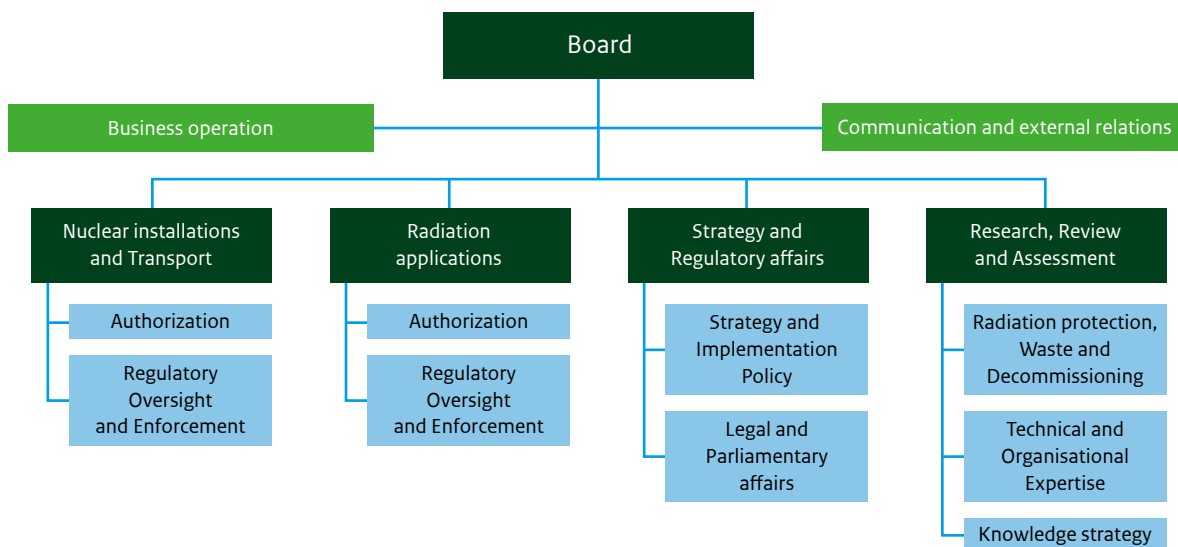 Board
Business operation
Communication and external relations
Nuclear installations
and Transport
Authorization
Regulatory
Oversight
and Enforcement
Radiation
applications
Authorization
Regulatory
Oversight
and Enforcement
Strategy and
Regulatory affairs
Strategy and
Implementation
Policy
Legal and
Parliamentary
affairs
Research, Review
and Assessment
Radiation protection,
Waste and
Decommissioning
Technical and
Organisational
Expertise
Knowledge strategy